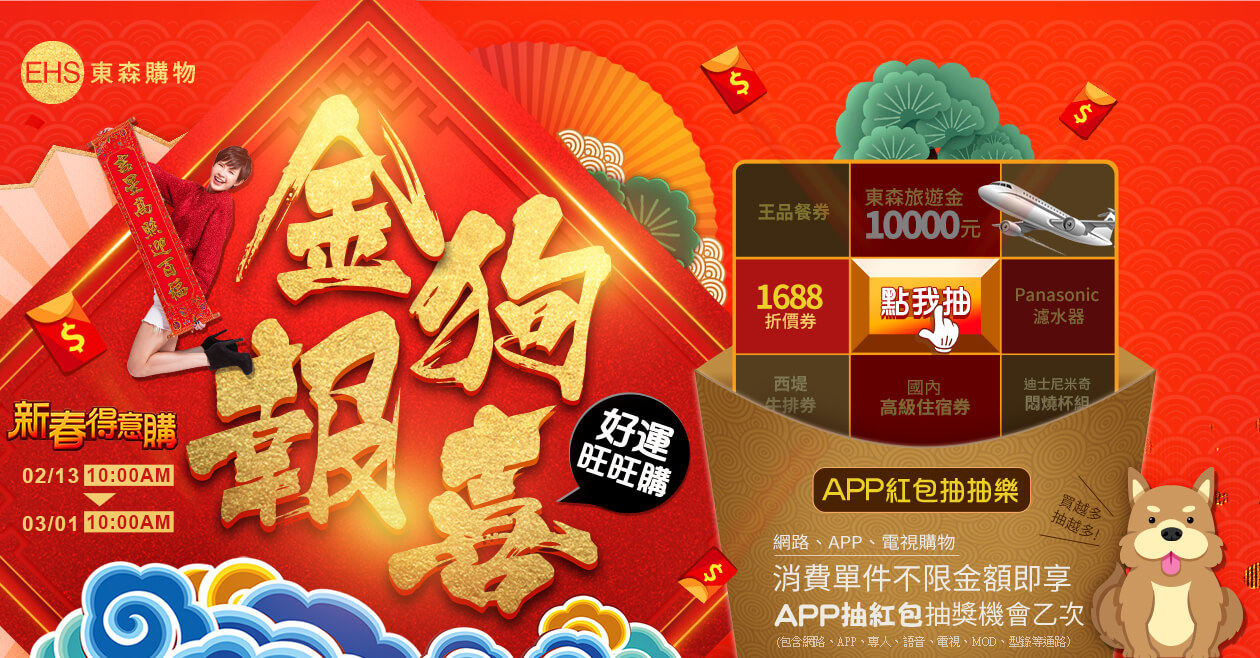 EHS 東森購物
金星高照迎百福
金狗
報喜
好運
旺旺購
新春得意購
02/13 10:00AM
03/01 10:00AM
王品餐券
東森旅遊金
10000元
1688
折價券
點我抽
Panasonic
濾水器
西堤
牛排券
國內
高級住宿券
迪士尼米奇
悶燒杯組
APP紅包抽抽樂
買越多
抽越多!
網路、APP、電視購物
消費單件不限金額即享
APP抽紅包抽獎機會乙次
(包含網路、APP、專人、語音、電視、MOD、型錄等通路)
$
$
$
$